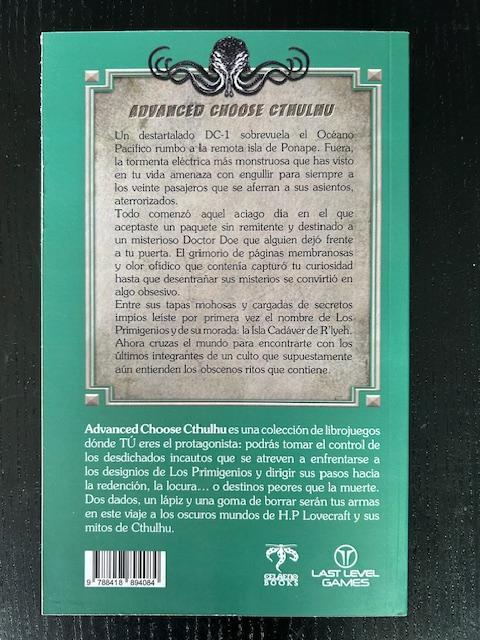 ADVANCED CHOOSE CTHULHU
Un destartalado DC-1 sobrevuela el Océano
Pacífico rumbo a la remota isla de Ponape. Fuera,
la tormenta eléctrica más monstruosa que has visto
en tu vida amenaza con engullir para siempre a
los veinte pasajeros que se aferran a sus asientos,
aterrorizados.
Todo comenzó aquel aciago día en el que
aceptaste un paquete sin remitente y destinado a
un misterioso Doctor Doe que alguien dejó frente
a tu puerta. El grimorio de páginas membranosas
y olor ofídico que contenía capturó tu curiosidad
hasta que desentrañar sus misterios se convirtió en
algo obsesivo.
Entre sus tapas mohosas y cargadas de secretos
impíos leíste por primera vez el nombre de Los
Primigenios y de su morada: la Isla Cadáver de R'lyeh.
Ahora cruzas el mundo para encontrarte con los
últimos integrantes de un culto que supuestamente
aún entienden los obscenos ritos que contiene.
Advanced Choose Cthulhu es una colección de librojuegos
dónde TÚ eres el protagonista: podrás tomar el control de
los desdichados incautos que se atreven a enfrentarse a
los designios de Los Primigenios y dirigir sus pasos hacia
la redención, la locura... o destinos peores que la muerte.
Dos dados, un lápiz y una goma de borrar serán tus armas
en este viaje a los oscuros mundos de H.P Lovecraft y sus
mitos de Cthulhu.
9 788418 894084
BOOKS
LAST LEVEL
GAMES